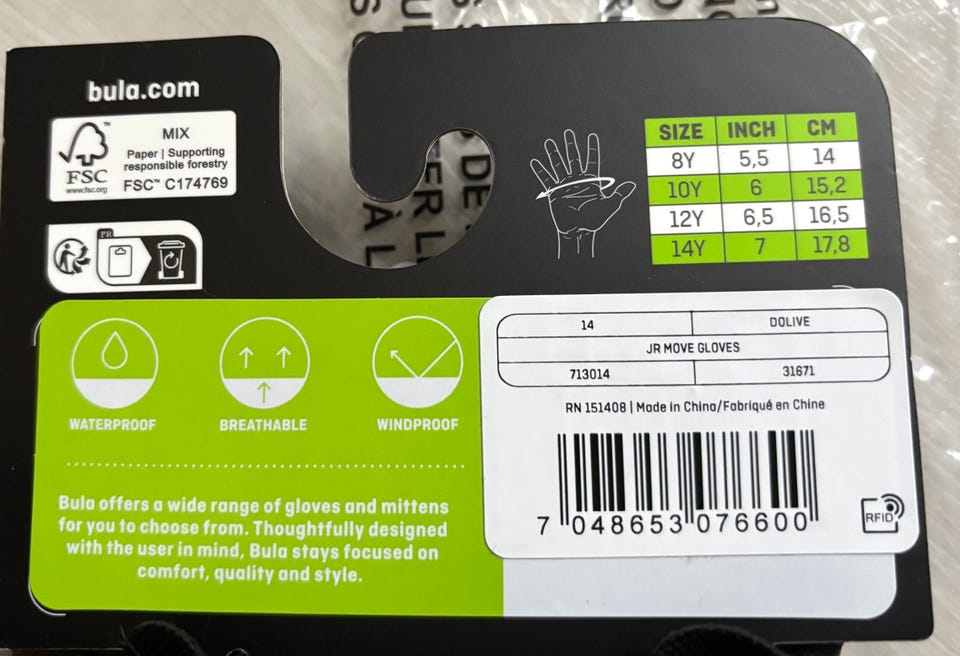 bula.com
FSC™
www.fsc.org
MIX
Paper | Supporting
responsible forestry
FSC™ C174769
FR
SIZE INCH CM
8Y 5,5 14
10Y 6 15,2
12Y 6,5 16,5
14Y 7 17,8
WATERPROOF BREATHABLE WINDPROOF
Bula offers a wide range of gloves and mittens
for you to choose from. Thoughtfully designed
with the user in mind, Bula stays focused on
comfort, quality and style.
14 DOLIVE
JR MOVE GLOVES
713014 31671
RN 151408 | Made in China/Fabriqué en Chine
7 048653 076600
RFID